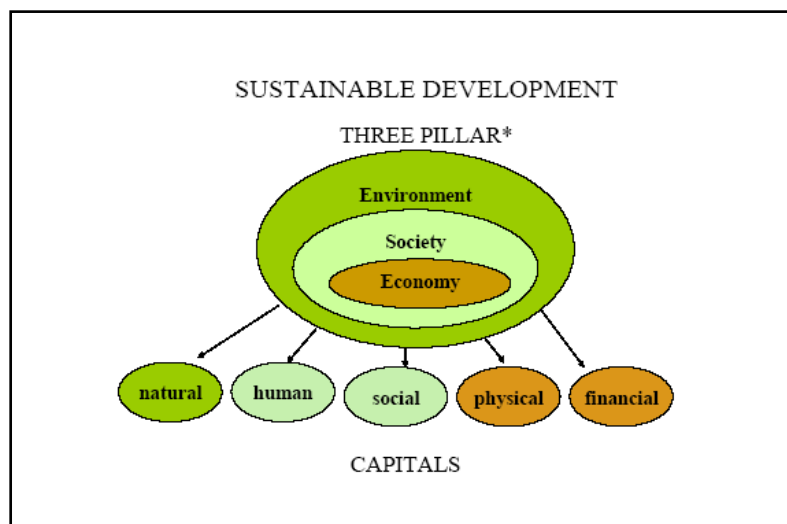 SUSTAINABLE DEVELOPMENT
THREE PILLAR*
Environment
Society
Economy
natural human social physical financial
CAPITALS